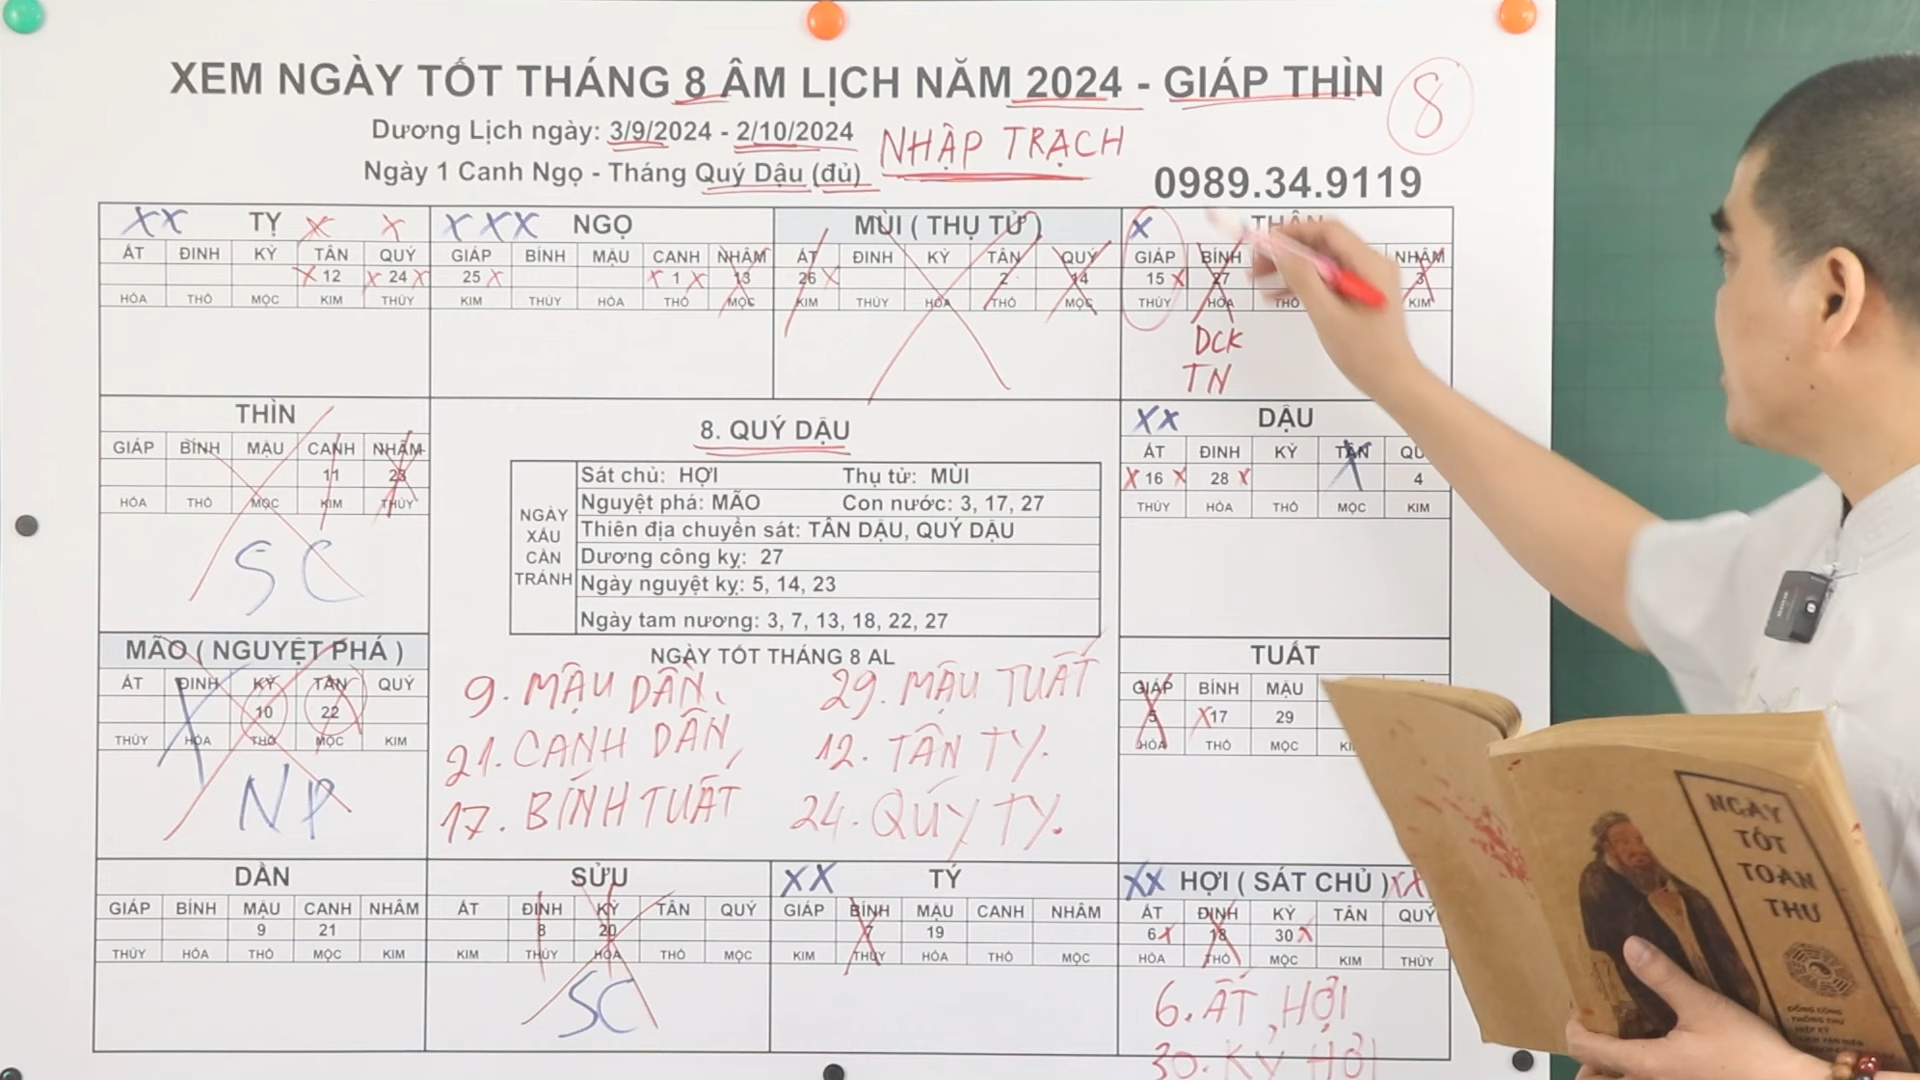 XEM NGÀY TỐT THÁNG 8 ÂM LỊCH NĂM 2024 - GIÁP THÌN
8
Dương Lịch ngày: 3/9/2024 - 2/10/2024
NHẬP TRẠCH
Ngày 1 Canh Ngọ - Tháng Quý Dậu (đủ)
0989.34.9119
XX TỴ X X
ẤT ĐINH KỶ TÂN QUÝ
X 12 X 24 X
HỎA THỔ MỘC KIM THỦY
XXX NGỌ
GIÁP BÍNH MẬU CANH NHÂM
25 X X 1 X 13
KIM THỦY HỎA THỔ MỘC
MÙI ( THỤ TỬ )
ẤT ĐINH KỶ TÂN QUÝ
26 X 2 14
KIM THỦY HỎA THỔ MỘC
X THÂN
GIÁP BÍNH NHÂM
15 X 27 3
THỦY HỎA THỔ KIM
DCK
TN
THÌN
GIÁP BÍNH MẬU CANH NHÂM
11 23
HỎA THỔ MỘC KIM THỦY
SC
8. QUÝ DẬU
NGÀY XẤU CẦN TRÁNH
Sát chủ: HỢI Thụ tử: MÙI
Nguyệt phá: MÃO Con nước: 3, 17, 27
Thiên địa chuyển sát: TÂN DẬU, QUÝ DẬU
Dương công kỵ: 27
Ngày nguyệt kỵ: 5, 14, 23
Ngày tam nương: 3, 7, 13, 18, 22, 27
XX DẬU
ẤT ĐINH KỶ TÂN
X 16 X 28 X 4
THỦY HỎA THỔ MỘC KIM
MÃO ( NGUYỆT PHÁ )
ẤT ĐINH KỶ TÂN QUÝ
10 22
THỦY HỎA THỔ MỘC KIM
NP
NGÀY TỐT THÁNG 8 AL
9. MẬU DẦN, 29. MẬU TUẤT
21. CANH DẦN, 12. TÂN TỴ.
17. BÍNH TUẤT 24. QUÝ TỴ.
TUẤT
GIÁP BÍNH MẬU
5 X 17 29
HỎA THỔ MỘC
DẦN
GIÁP BÍNH MẬU CANH NHÂM
9 21
THỦY HỎA THỔ MỘC KIM
SỬU
ẤT ĐINH KỶ TÂN QUÝ
8 20
KIM THỦY HỎA THỔ MỘC
SC
XX TÝ
GIÁP BÍNH MẬU CANH NHÂM
7 19
KIM THỦY HỎA THỔ MỘC
XX HỢI ( SÁT CHỦ ) XX
ẤT ĐINH KỶ TÂN QUÝ
6 X 18 30 X
HỎA THỔ MỘC KIM THỦY
6. ẤT HỢI
30. KỶ HỢI
NGÀY
TỐT
TOÀN
THƯ